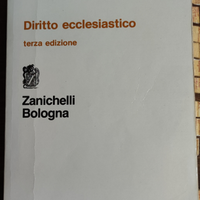 Diritto ecclesiastico
terza edizione
Zanichelli
Bologna